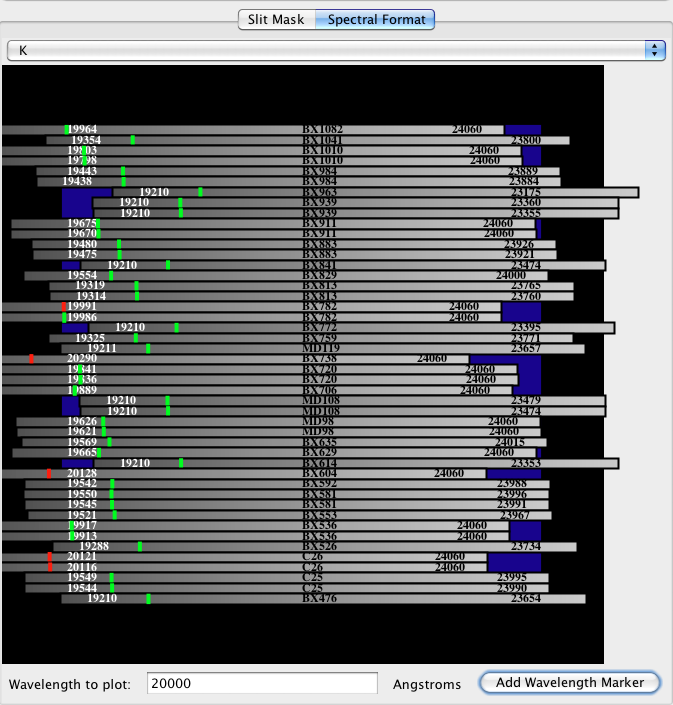 Slit Mask Spectral Format
K
19964 BX1082 24060
19354 BX1041 23800
19803 BX1010 24060
19798 BX1010 24060
19443 BX984 23889
19438 BX984 23884
19210 BX963 23175
19210 BX939 23360
19210 BX939 23355
19675 BX911 24060
19670 BX911 24060
19480 BX883 23926
19475 BX883 23921
19210 BX841 23474
19554 BX829 24000
19319 BX813 23765
19314 BX813 23760
19991 BX782 24060
19986 BX782 24060
19210 BX772 23395
19325 BX759 23771
19211 MD119 23657
20290 BX738 24060
19841 BX720 24060
19836 BX720 24060
19889 BX706 24060
19210 MD108 23479
19210 MD108 23474
19626 MD98 24060
19621 MD98 24060
19569 BX635 24015
19665 BX629 24060
19210 BX614 23353
20128 BX604 24060
19542 BX592 23988
19550 BX581 23996
19545 BX581 23991
19521 BX553 23967
19917 BX536 24060
19913 BX536 24060
19288 BX526 23734
20121 C26 24060
20116 C26 24060
19549 C25 23995
19544 C25 23990
19210 BX476 23654
Wavelength to plot: 20000 Angstroms Add Wavelength Marker